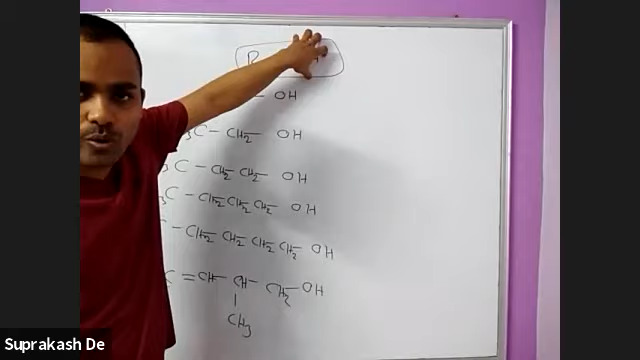 R
— OH
C — CH2 — OH
3C — CH2 CH2 — OH
3C — CH2 — CH2 — CH2 — OH
— CH2 — CH2 — CH2 — CH2 — OH
C = CH — CH — CH2 — OH
|
CH3
Suprakash De